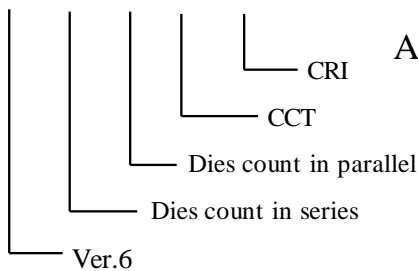 A
CRI
CCT
Dies count in parallel
Dies count in series
Ver.6